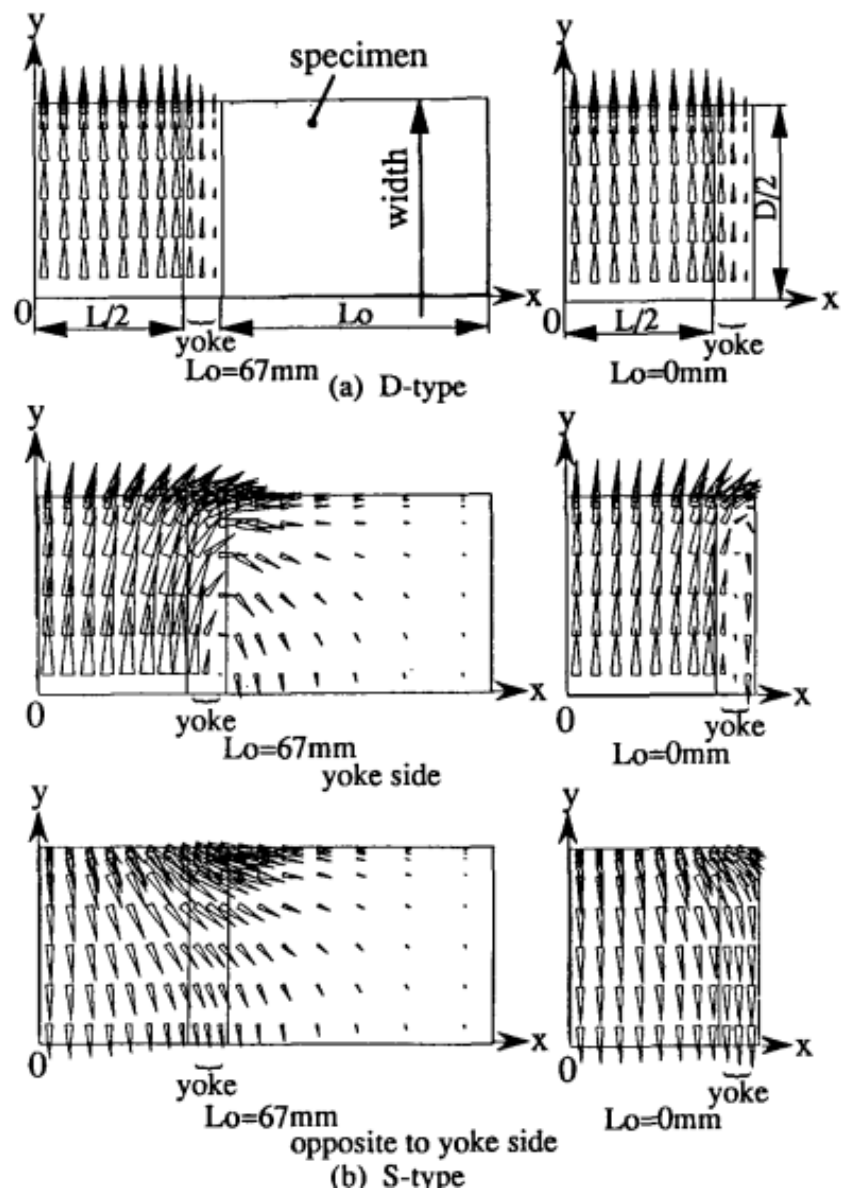 y
y
specimen
width
D/2
0
x
0
x
L/2
Lo
L/2
yoke
yoke
Lo=67mm
Lo=0mm
(a) D-type
y
y
0
x
0
x
yoke
yoke
Lo=67mm
Lo=0mm
yoke side
y
y
0
x
0
x
yoke
yoke
Lo=67mm
Lo=0mm
opposite to yoke side
(b) S-type